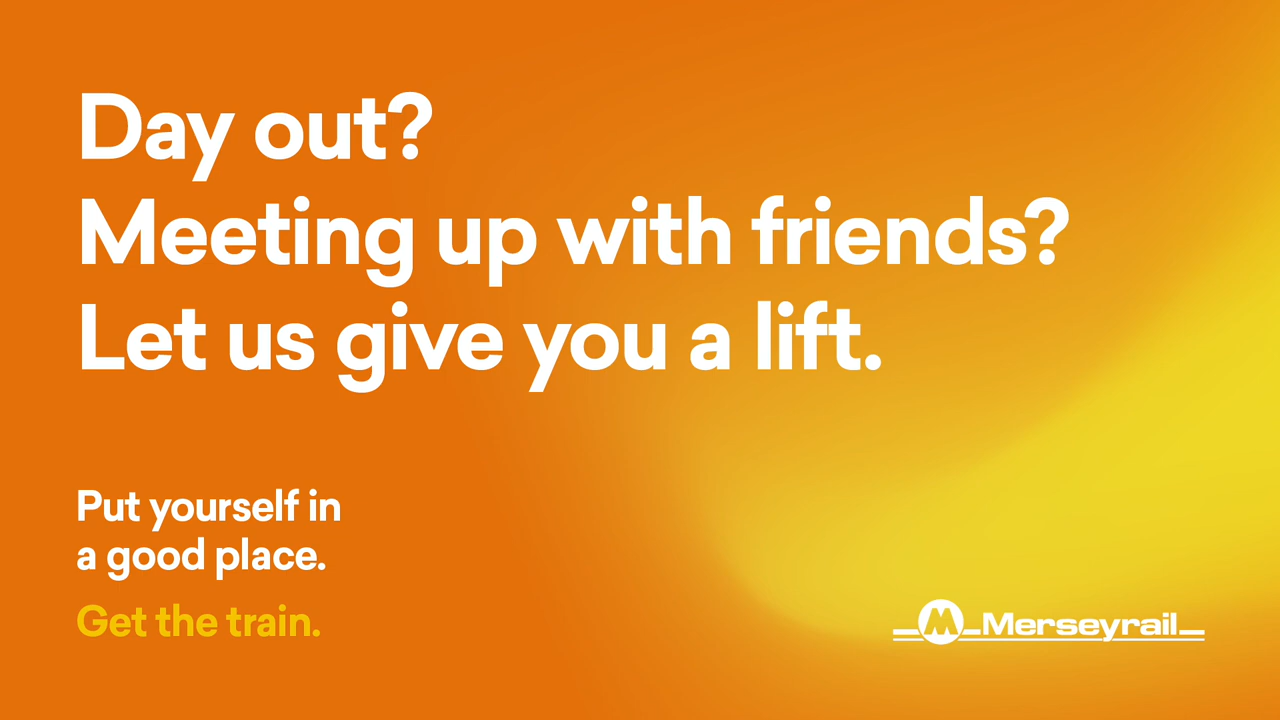 Day out?
Meeting up with friends?
Let us give you a lift.
Put yourself in
a good place.
Get the train.
M Merseyrail